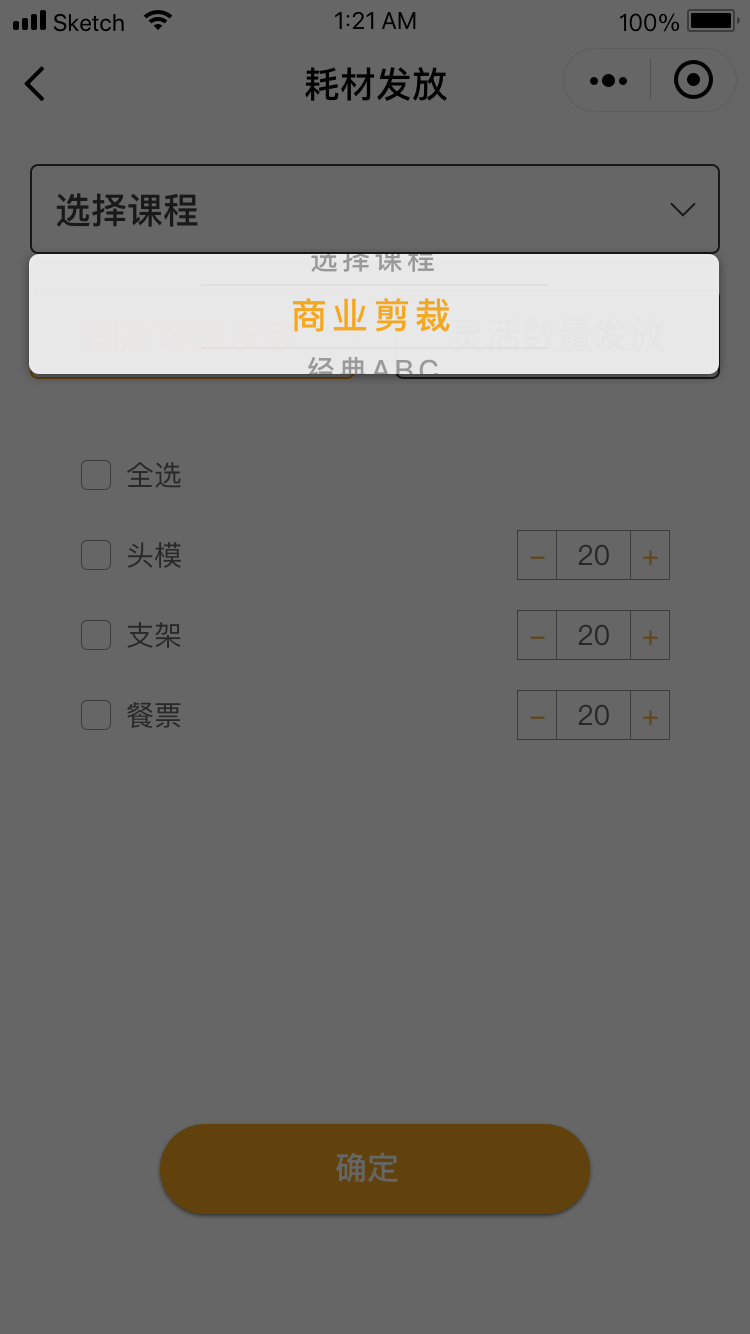 Sketch 1:21 AM 100%
耗材发放
选择课程
选择课程
商业剪裁
灵活数量发放
经典ABC
全选
头模 － 20 +
支架 － 20 +
餐票 － 20 +
确定